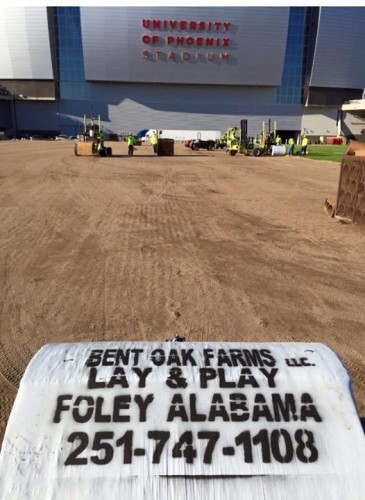 UNIVERSITY
OF PHOENIX
STADIUM
BENT OAK FARMS LLC.
LAY & PLAY
FOLEY ALABAMA
251-747-1108